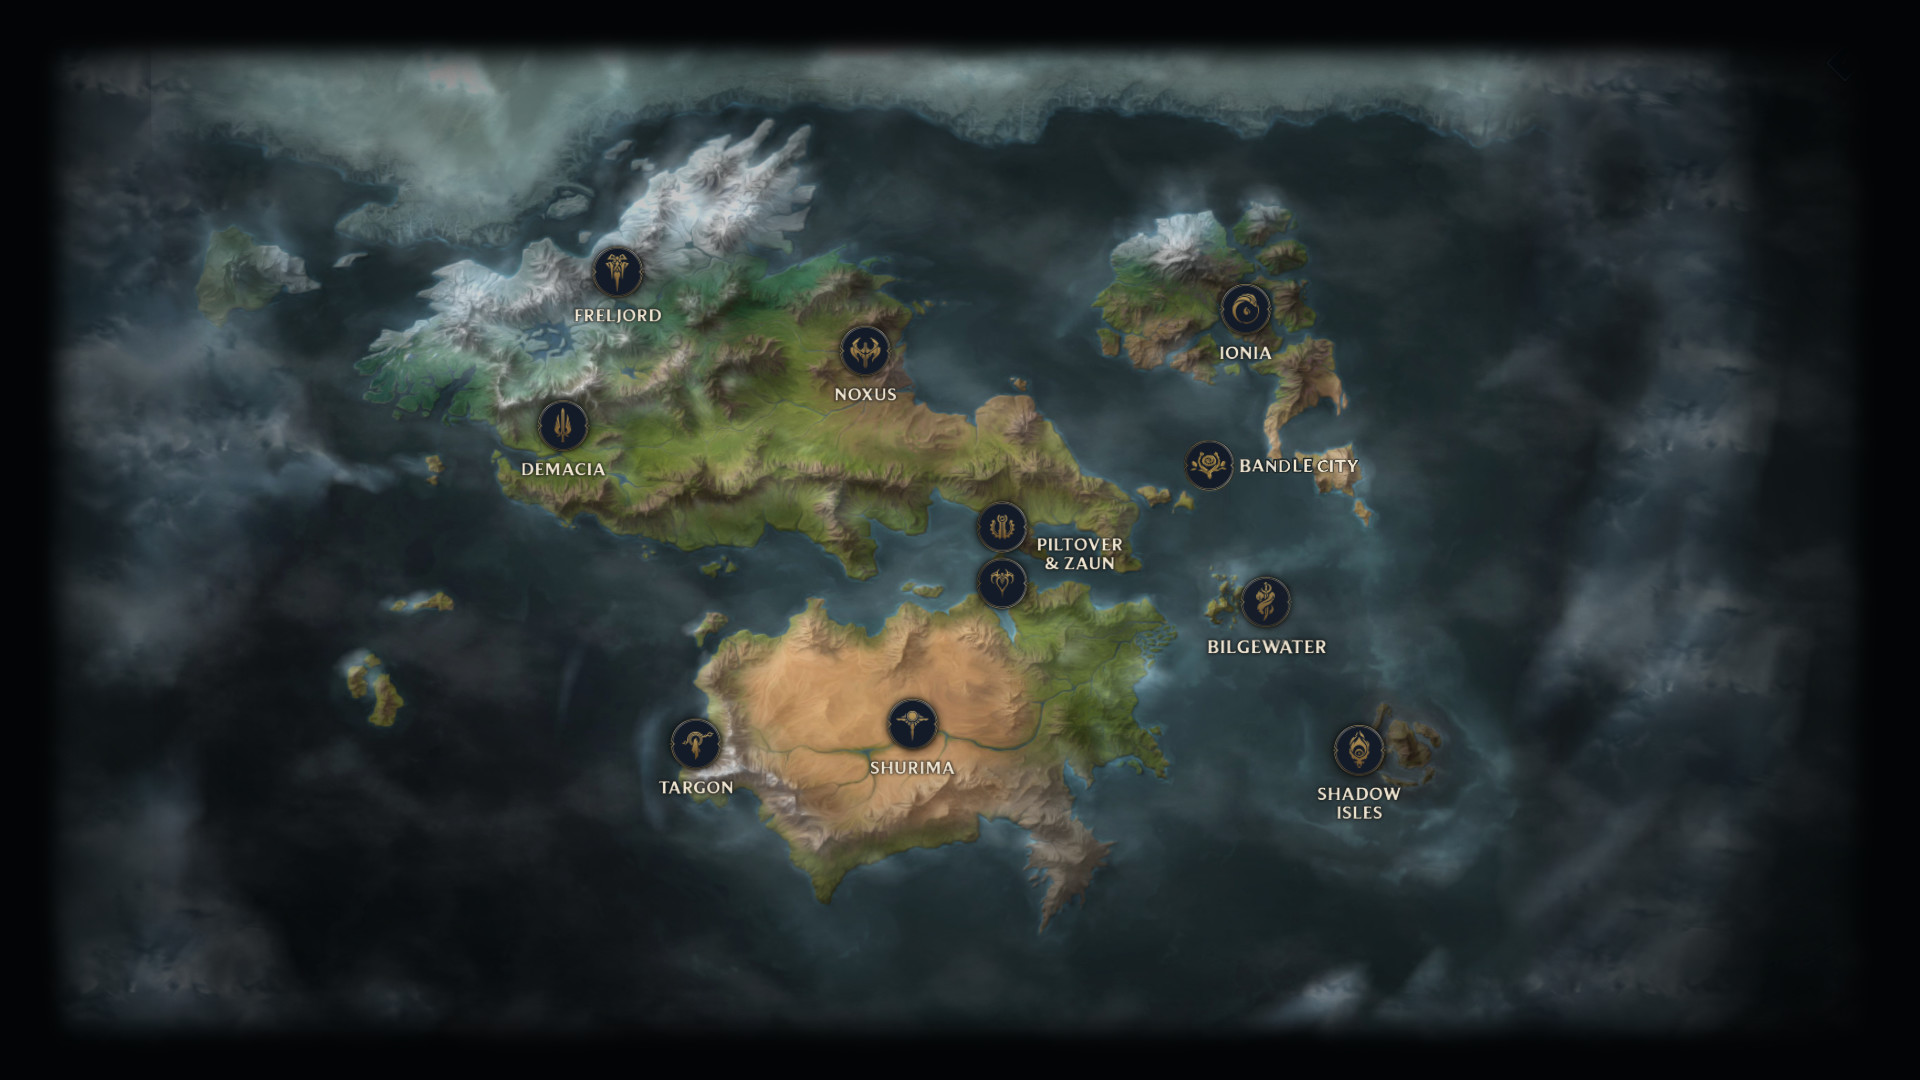 FRELJORD
IONIA
NOXUS
BANDLE CITY
DEMACIA
PILTOVER
& ZAUN
BILGEWATER
SHURIMA
TARGON
SHADOW
ISLES